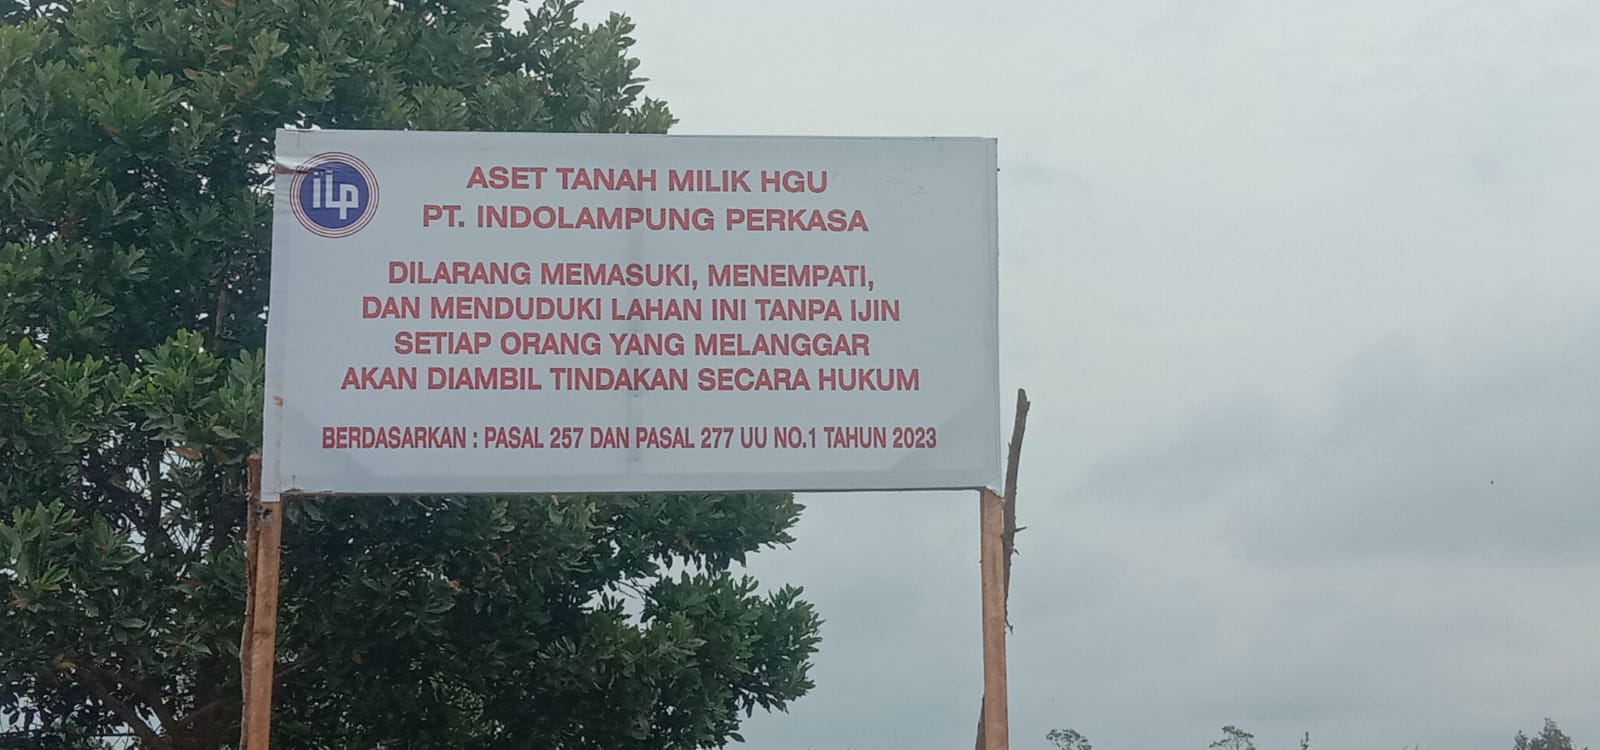 ILP
ASET TANAH MILIK HGU
PT. INDOLAMPUNG PERKASA
DILARANG MEMASUKI, MENEMPATI,
DAN MENDUDUKI LAHAN INI TANPA IJIN
SETIAP ORANG YANG MELANGGAR
AKAN DIAMBIL TINDAKAN SECARA HUKUM
BERDASARKAN : PASAL 257 DAN PASAL 277 UU NO.1 TAHUN 2023